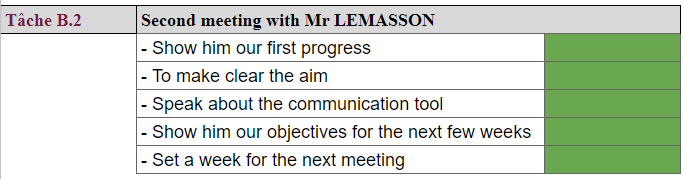 Tâche B.2 Second meeting with Mr LEMASSON
- Show him our first progress
- To make clear the aim
- Speak about the communication tool
- Show him our objectives for the next few weeks
- Set a week for the next meeting